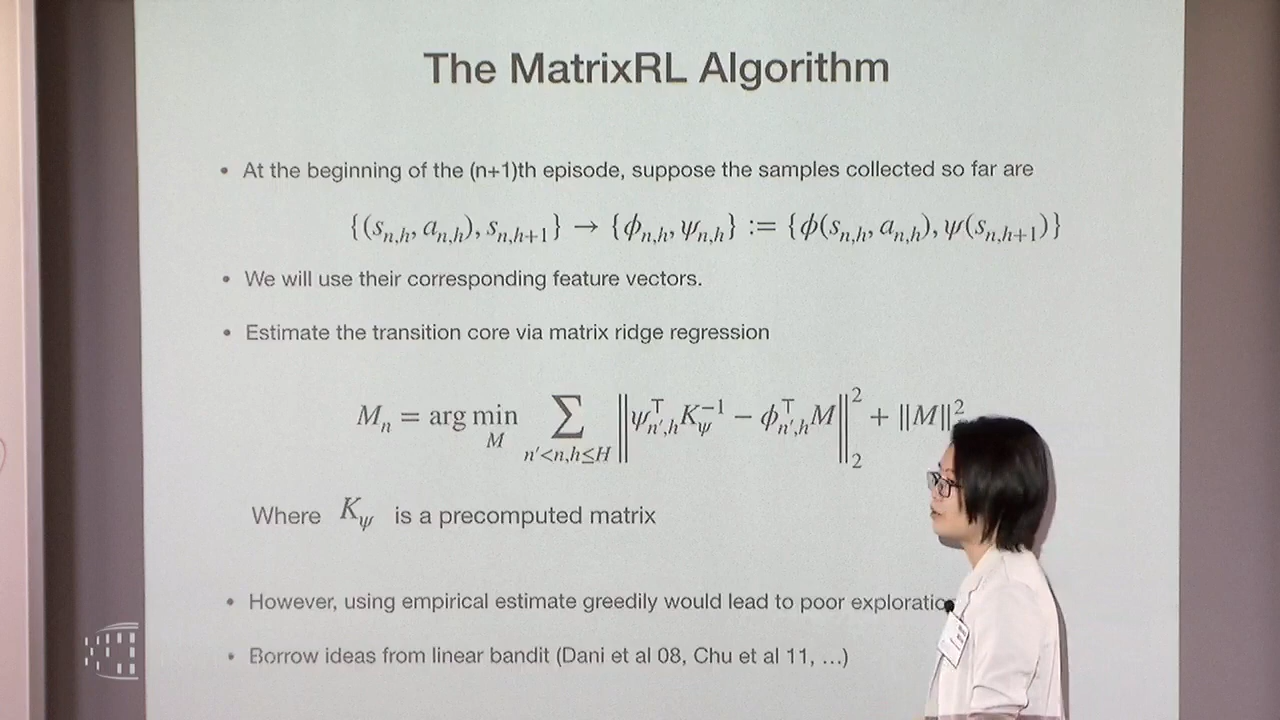 The MatrixRL Algorithm
• At the beginning of the (n+1)th episode, suppose the samples collected so far are
{(s_{n,h}, a_{n,h}), s_{n,h+1}} → {ϕ_{n,h}, ψ_{n,h}} := {ϕ(s_{n,h}, a_{n,h}), ψ(s_{n,h+1})}
• We will use their corresponding feature vectors.
• Estimate the transition core via matrix ridge regression
M_n = arg min_M ∑_{n'<n,h≤H} ‖ψ_{n',h}^⊤ K_ψ^{-1} − ϕ_{n',h}^⊤ M‖_2^2 + ‖M‖^2
Where K_ψ is a precomputed matrix
• However, using empirical estimate greedily would lead to poor exploratio
• Borrow ideas from linear bandit (Dani et al 08, Chu et al 11, …)